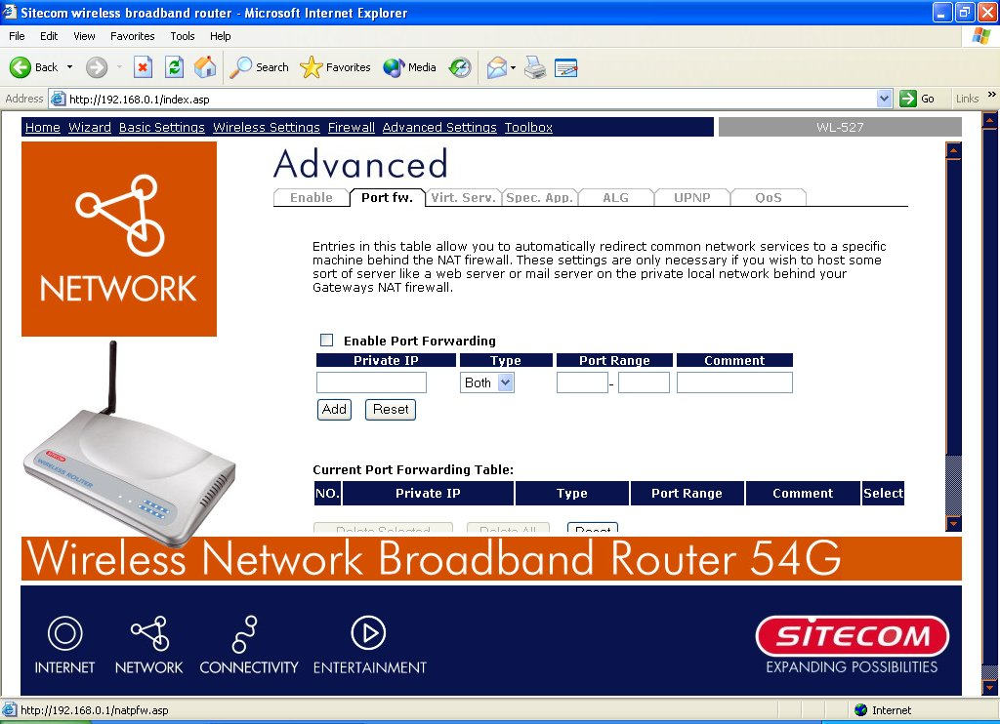 Sitecom wireless broadband router - Microsoft Internet Explorer
File Edit View Favorites Tools Help
Back Search Favorites Media
Address http://192.168.0.1/index.asp Go Links »
Home Wizard Basic Settings Wireless Settings Firewall Advanced Settings Toolbox WL-527
Advanced
Enable Port fw. Virt. Serv. Spec. App. ALG UPNP QoS
NETWORK
Entries in this table allow you to automatically redirect common network services to a specific
machine behind the NAT firewall. These settings are only necessary if you wish to host some
sort of server like a web server or mail server on the private local network behind your
Gateways NAT firewall.
Enable Port Forwarding
Private IP Type Port Range Comment
Both -
Add Reset
SITECOM
WIRELESS ROUTER
Current Port Forwarding Table:
NO. Private IP Type Port Range Comment Select
Delete Selected Delete All Reset
Wireless Network Broadband Router 54G
INTERNET NETWORK CONNECTIVITY ENTERTAINMENT
SITECOM
EXPANDING POSSIBILITIES
http://192.168.0.1/natpfw.asp Internet